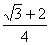 (√3 + 2)/4